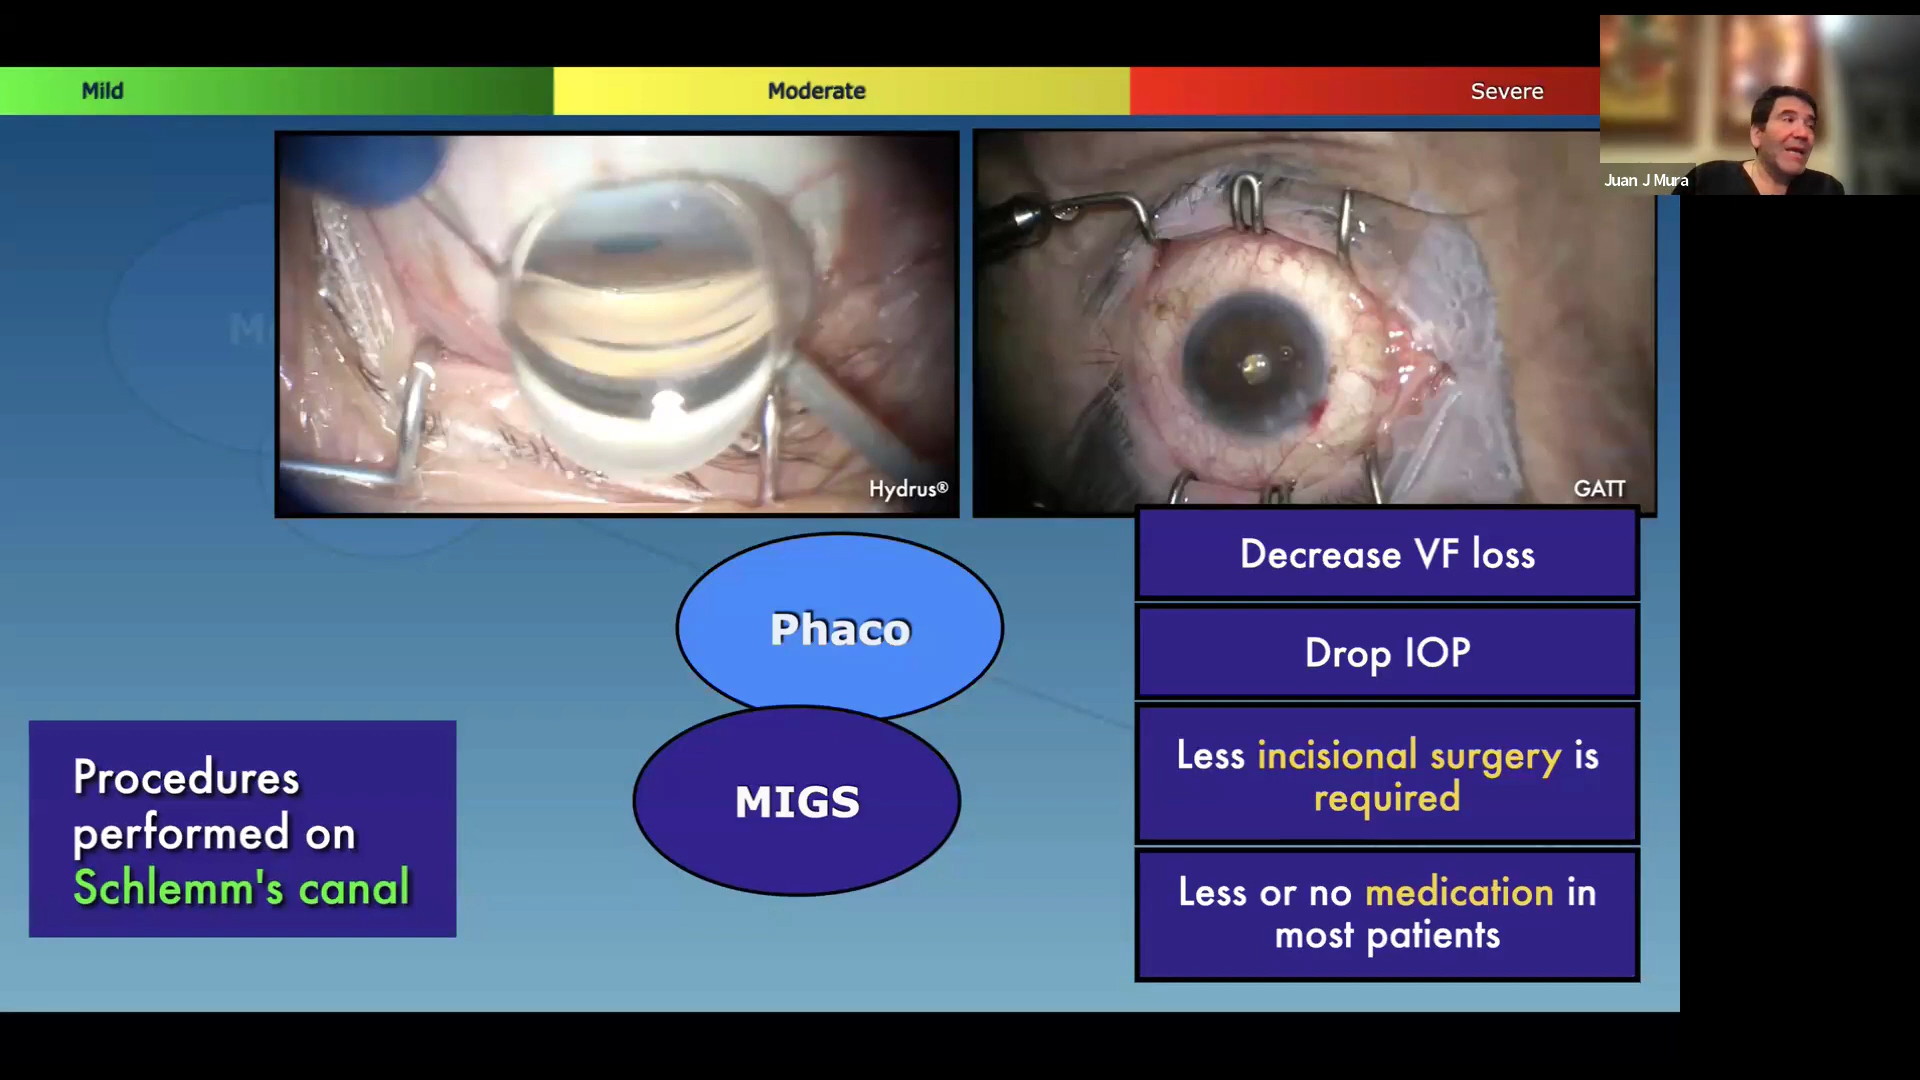 Mild
Moderate
Severe
Juan J Mura
Hydrus®
GATT
Phaco
MIGS
Procedures
performed on
Schlemm's canal
Decrease VF loss
Drop IOP
Less incisional surgery is
required
Less or no medication in
most patients